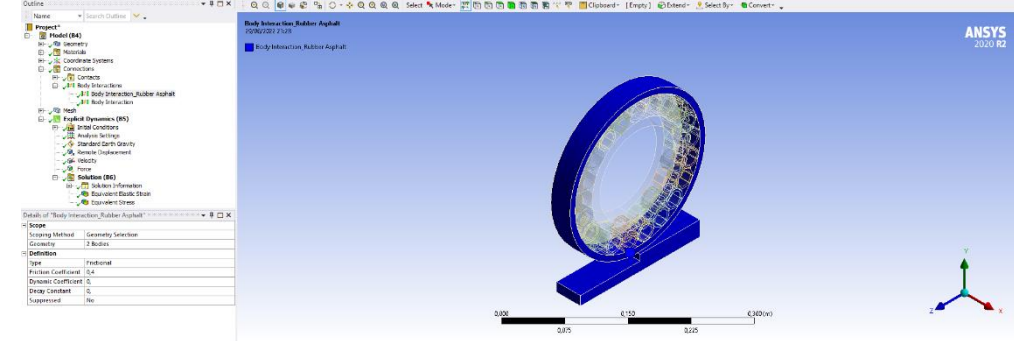 Outline
Name Search Outline
Project*
Model (B4)
Geometry
Materials
Coordinate Systems
Connections
Contacts
Body Interactions
Body Interaction_Rubber Asphalt
Body Interaction
Mesh
Explicit Dynamics (B5)
Initial Conditions
Analysis Settings
Standard Earth Gravity
Remote Displacement
Velocity
Force
Solution (B6)
Solution Information
Equivalent Elastic Strain
Equivalent Stress
Details of "Body Interaction_Rubber Asphalt"
Scope
Scoping Method Geometry Selection
Geometry 2 Bodies
Definition
Type Frictional
Friction Coefficient 0,4
Dynamic Coefficient 0,
Decay Constant 0,
Suppressed No
Select Mode Clipboard [Empty] Extend Select By Convert
Body Interaction_Rubber Asphalt
Body Interaction_Rubber Asphalt
ANSYS
2020 R2
0,000 0,150 0,300 (m)
0,075 0,225
Y
Z X